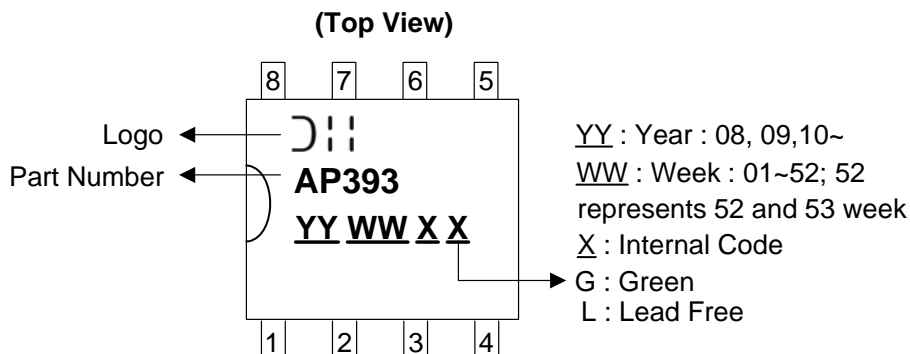 (Top View)
8 7 6 5
Logo
Part Number
AP393
YY WW X X
YY : Year : 08, 09,10~
WW : Week : 01~52; 52
represents 52 and 53 week
X : Internal Code
G : Green
L : Lead Free
1 2 3 4